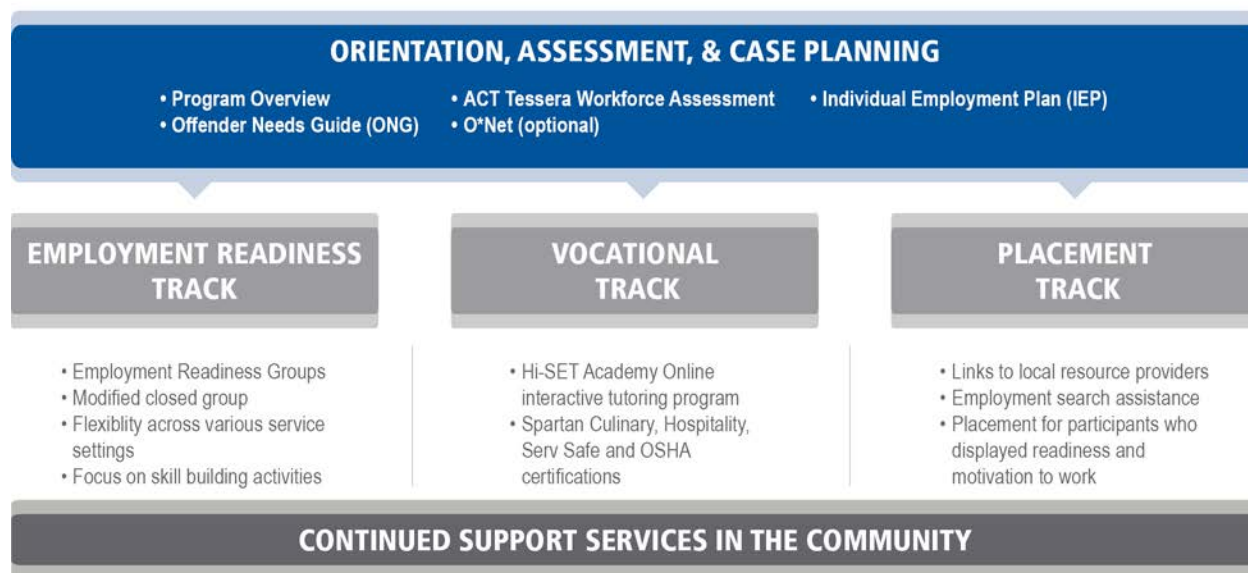 ORIENTATION, ASSESSMENT, & CASE PLANNING
• Program Overview
• Offender Needs Guide (ONG)
• ACT Tessera Workforce Assessment
• O*Net (optional)
• Individual Employment Plan (IEP)
EMPLOYMENT READINESS
TRACK
• Employment Readiness Groups
• Modified closed group
• Flexiblity across various service
settings
• Focus on skill building activities
VOCATIONAL
TRACK
• Hi-SET Academy Online
interactive tutoring program
• Spartan Culinary, Hospitality,
Serv Safe and OSHA
certifications
PLACEMENT
TRACK
• Links to local resource providers
• Employment search assistance
• Placement for participants who
displayed readiness and
motivation to work
CONTINUED SUPPORT SERVICES IN THE COMMUNITY